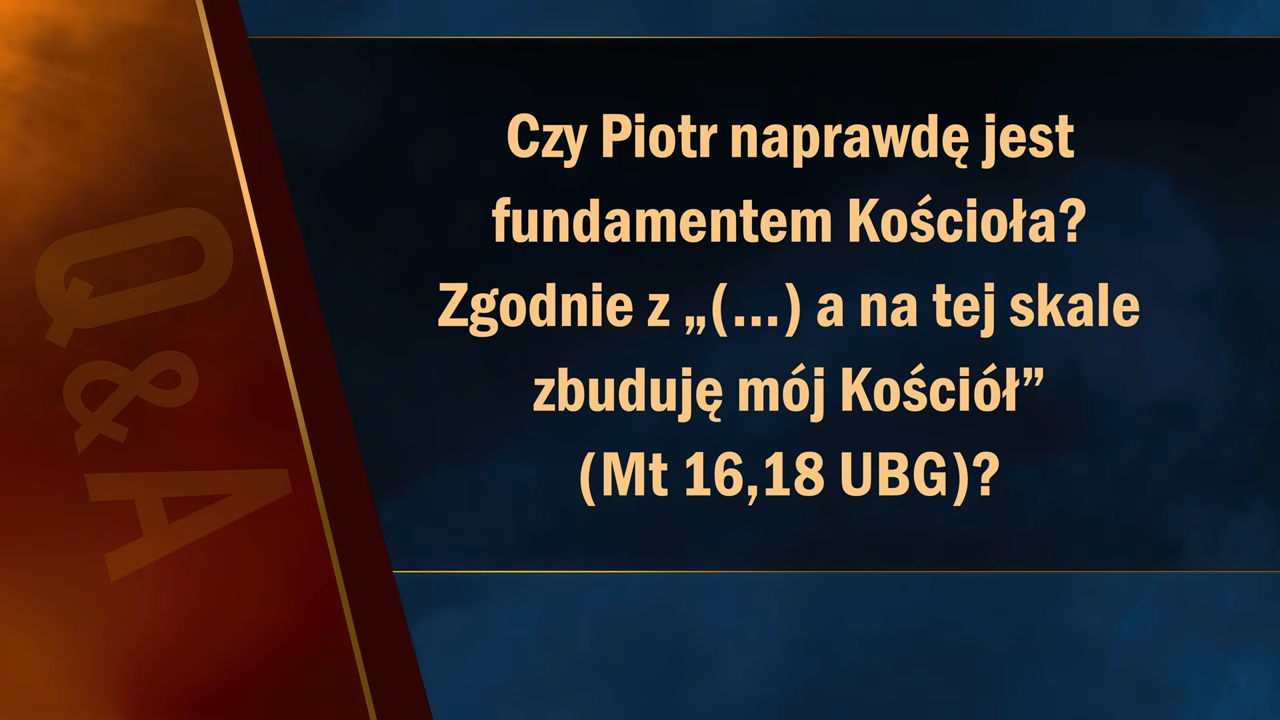 Czy Piotr naprawdę jest
fundamentem Kościoła?
Zgodnie z „(...) a na tej skale
zbuduję mój Kościół”
(Mt 16,18 UBG)?
Q&A